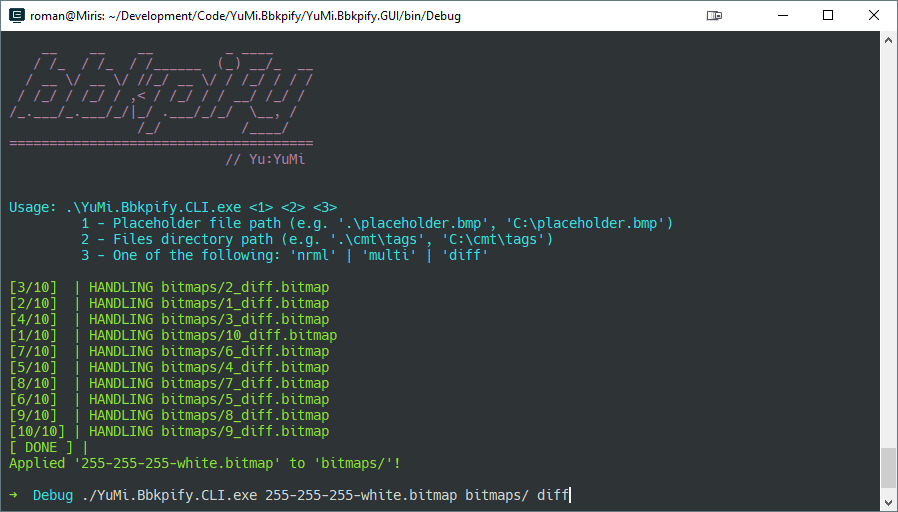 roman@Miris: ~/Development/Code/YuMi.Bbkpify/YuMi.Bbkpify.GUI/bin/Debug
bbkpify
=====================================
// Yu:YuMi
Usage: .\YuMi.Bbkpify.CLI.exe <1> <2> <3>
1 - Placeholder file path (e.g. '.\placeholder.bmp', 'C:\placeholder.bmp')
2 - Files directory path (e.g. '.\cmt\tags', 'C:\cmt\tags')
3 - One of the following: 'nrml' | 'multi' | 'diff'
[3/10]  | HANDLING bitmaps/2_diff.bitmap
[2/10]  | HANDLING bitmaps/1_diff.bitmap
[4/10]  | HANDLING bitmaps/3_diff.bitmap
[1/10]  | HANDLING bitmaps/10_diff.bitmap
[7/10]  | HANDLING bitmaps/6_diff.bitmap
[5/10]  | HANDLING bitmaps/4_diff.bitmap
[8/10]  | HANDLING bitmaps/7_diff.bitmap
[6/10]  | HANDLING bitmaps/5_diff.bitmap
[9/10]  | HANDLING bitmaps/8_diff.bitmap
[10/10] | HANDLING bitmaps/9_diff.bitmap
[ DONE ] |
Applied '255-255-255-white.bitmap' to 'bitmaps/'!
➜  Debug ./YuMi.Bbkpify.CLI.exe 255-255-255-white.bitmap bitmaps/ diff